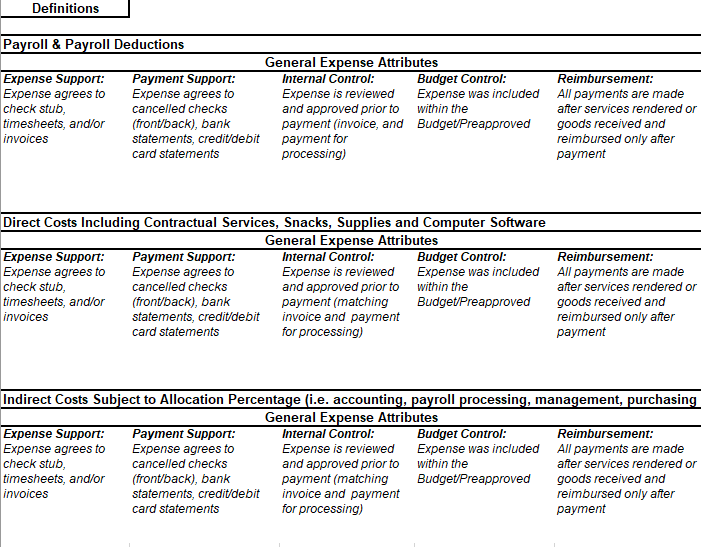 Definitions
Payroll & Payroll Deductions
General Expense Attributes
Expense Support: Payment Support: Internal Control: Budget Control: Reimbursement:
Expense agrees to Expense agrees to Expense is reviewed Expense was included All payments are made
check stub, cancelled checks and approved prior to within the after services rendered or
timesheets, and/or (front/back), bank payment (invoice, and Budget/Preapproved goods received and
invoices statements, credit/debit payment for reimbursed only after
card statements processing) payment
Direct Costs Including Contractual Services, Snacks, Supplies and Computer Software
General Expense Attributes
Expense Support: Payment Support: Internal Control: Budget Control: Reimbursement:
Expense agrees to Expense agrees to Expense is reviewed Expense was included All payments are made
check stub, cancelled checks and approved prior to within the after services rendered or
timesheets, and/or (front/back), bank payment (matching Budget/Preapproved goods received and
invoices statements, credit/debit invoice and payment reimbursed only after
card statements for processing) payment
Indirect Costs Subject to Allocation Percentage (i.e. accounting, payroll processing, management, purchasing
General Expense Attributes
Expense Support: Payment Support: Internal Control: Budget Control: Reimbursement:
Expense agrees to Expense agrees to Expense is reviewed Expense was included All payments are made
check stub, cancelled checks and approved prior to within the after services rendered or
timesheets, and/or (front/back), bank payment (matching Budget/Preapproved goods received and
invoices statements, credit/debit invoice and payment reimbursed only after
card statements for processing) payment